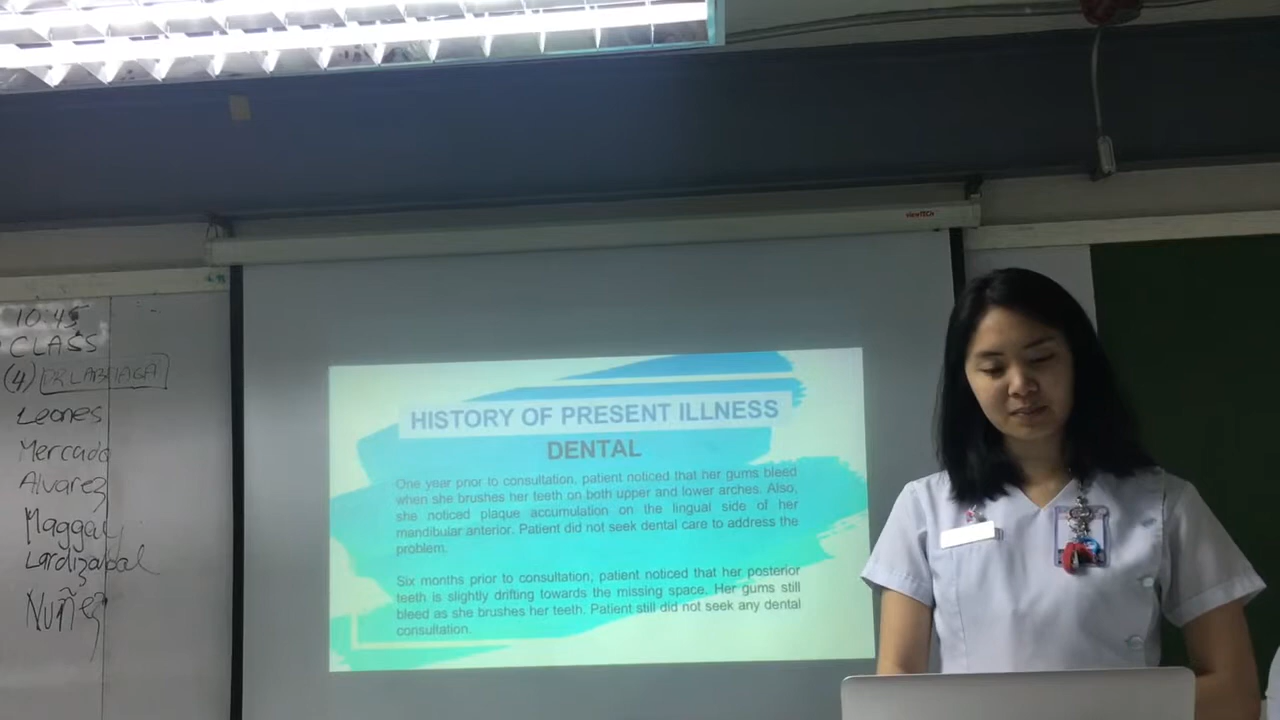 viewTECH
10:45
CLASS
(4)
Leones
Mercado
Alvarez
Maggay
Lardizabal
Nuñez
HISTORY OF PRESENT ILLNESS
DENTAL
One year prior to consultation, patient noticed that her gums bleed
when she brushes her teeth on both upper and lower arches. Also,
she noticed plaque accumulation on the lingual side of her
mandibular anterior. Patient did not seek dental care to address the
problem.
Six months prior to consultation, patient noticed that her posterior
teeth is slightly drifting towards the missing space. Her gums still
bleed as she brushes her teeth. Patient still did not seek any dental
consultation.